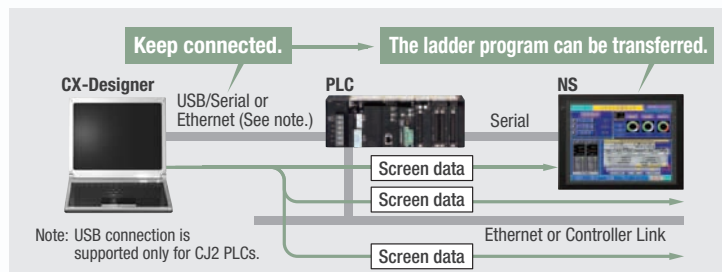 Keep connected.
The ladder program can be transferred.
CX-Designer
PLC
NS
USB/Serial or
Ethernet (See note.)
Serial
Screen data
Screen data
Ethernet or Controller Link
Screen data
Note: USB connection is
supported only for CJ2 PLCs.